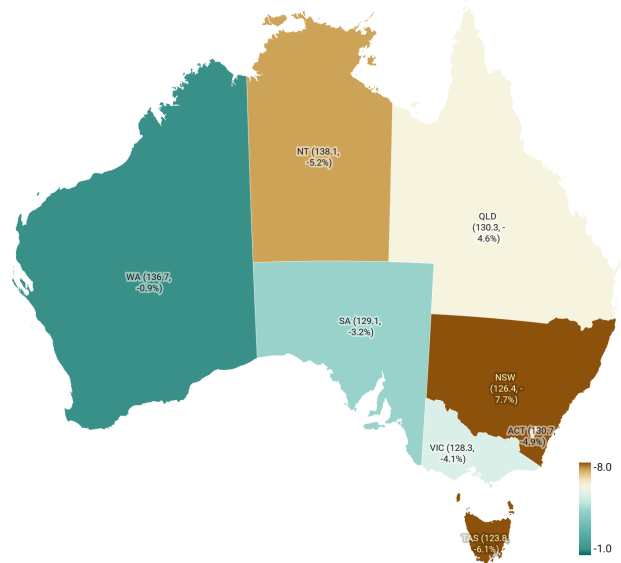 NT (138.1,
-5.2%)
QLD
(130.3, -
4.6%)
WA (136.7,
-0.9%)
SA (129.1,
-3.2%)
NSW
(126.4, -
7.7%)
ACT (130.7,
-4.9%)
VIC (128.3,
-4.1%)
-8.0
TAS (123.8,
-6.1%)
-1.0